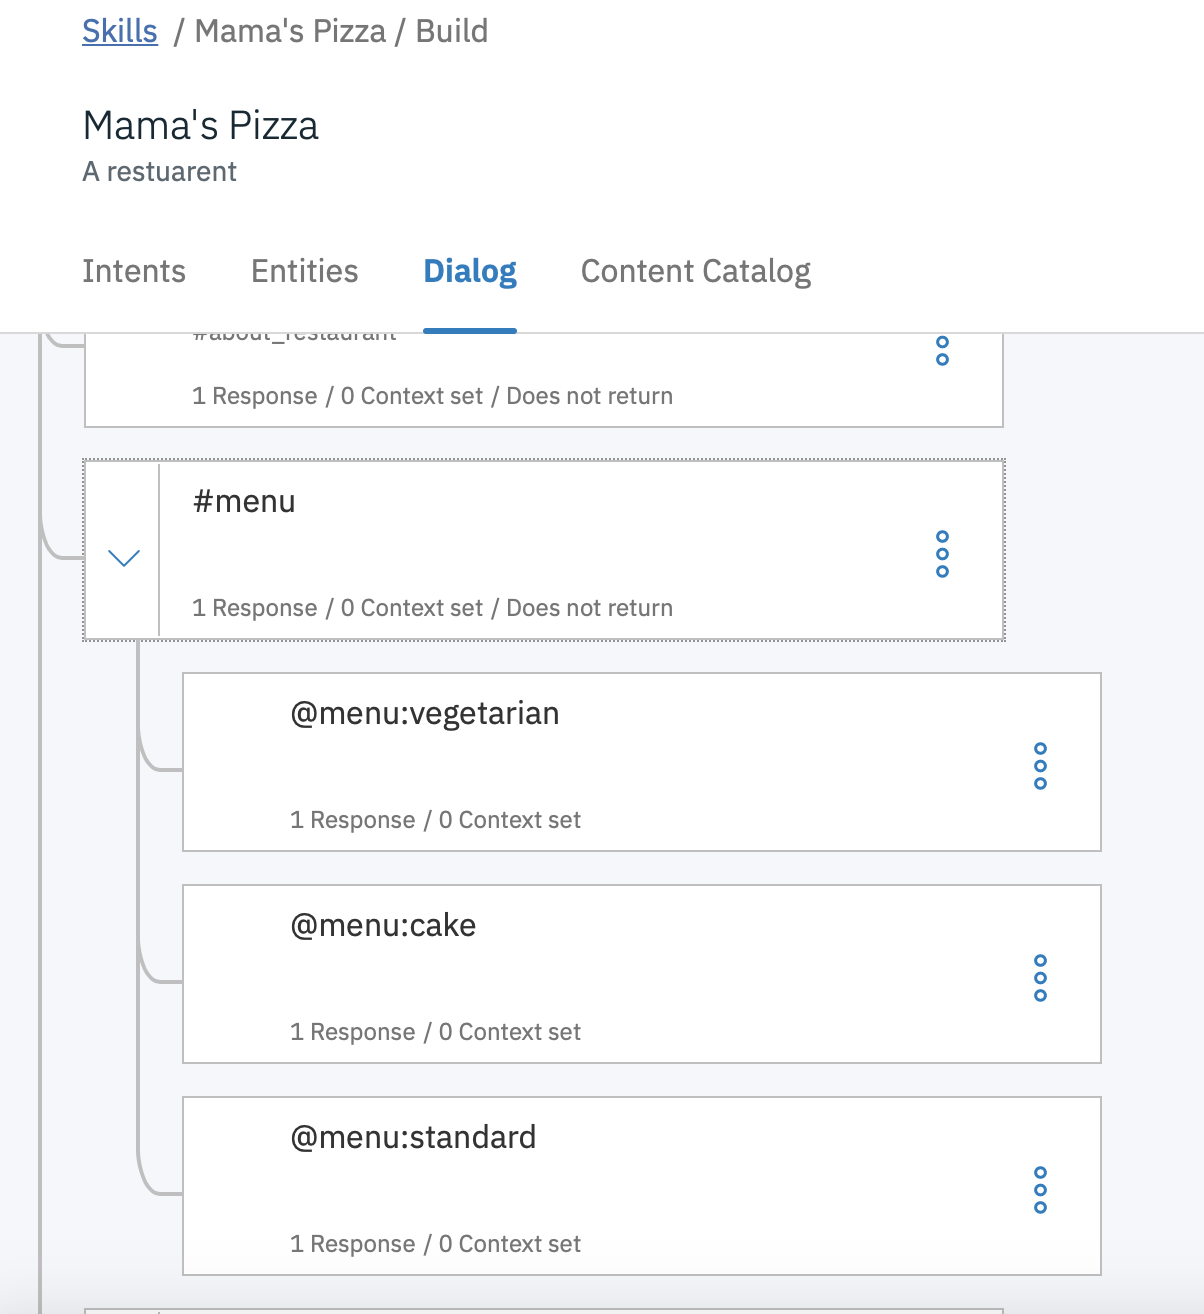 Skills / Mama's Pizza / Build
Mama's Pizza
A restuarent
Intents Entities Dialog Content Catalog
#about_restaurant
1 Response / 0 Context set / Does not return
#menu
1 Response / 0 Context set / Does not return
@menu:vegetarian
1 Response / 0 Context set
@menu:cake
1 Response / 0 Context set
@menu:standard
1 Response / 0 Context set